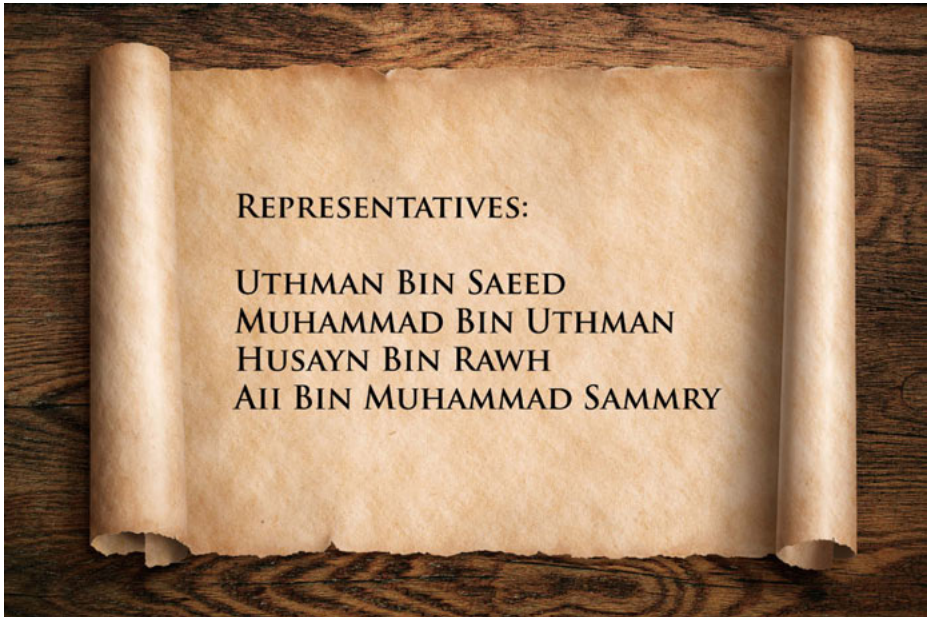 Representatives:
Uthman Bin Saeed
Muhammad Bin Uthman
Husayn Bin Rawh
Aii Bin Muhammad Sammry